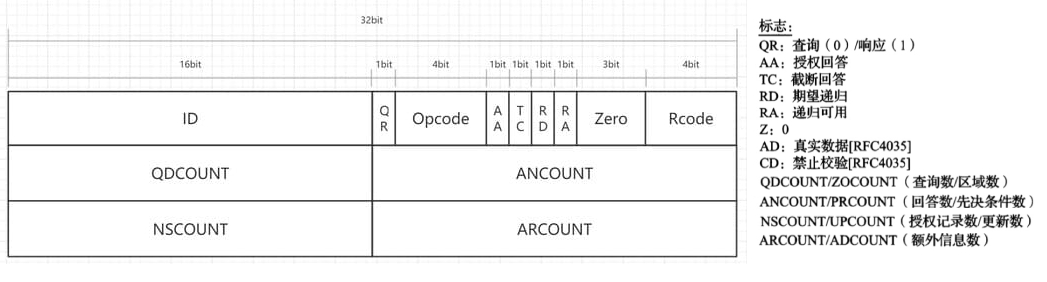 32bit
16bit 1bit 4bit 1bit 1bit 1bit 1bit 3bit 4bit
ID QR Opcode AA TC RD RA Zero Rcode
QDCOUNT ANCOUNT
NSCOUNT ARCOUNT
标志：
QR：查询（0）/响应（1）
AA：授权回答
TC：截断回答
RD：期望递归
RA：递归可用
Z：0
AD：真实数据[RFC4035]
CD：禁止校验[RFC4035]
QDCOUNT/ZOCOUNT（查询数/区域数）
ANCOUNT/PRCOUNT（回答数/先决条件数）
NSCOUNT/UPCOUNT（授权记录数/更新数）
ARCOUNT/ADCOUNT（额外信息数）